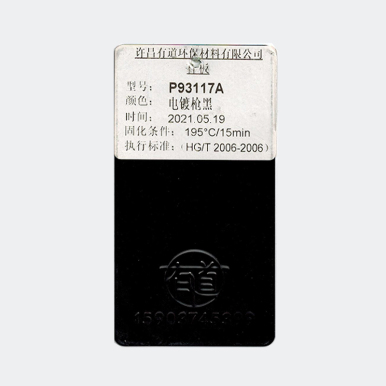 许昌有道环保材料有限公司
样板
型号: P93117A
颜色: 电镀枪黑
时间: 2021.05.19
固化条件: 195°C/15min
执行标准:(HG/T 2006-2006)
有道